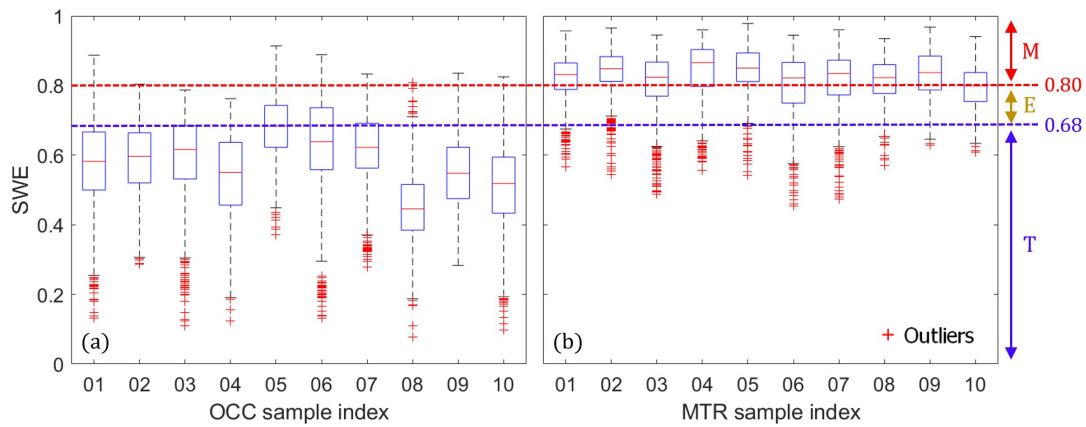 1
0.8
0.6
0.4
0.2
0
SWE
(a)
01 02 03 04 05 06 07 08 09 10
OCC sample index
(b)
+ Outliers
01 02 03 04 05 06 07 08 09 10
MTR sample index
M
0.80
E
0.68
T